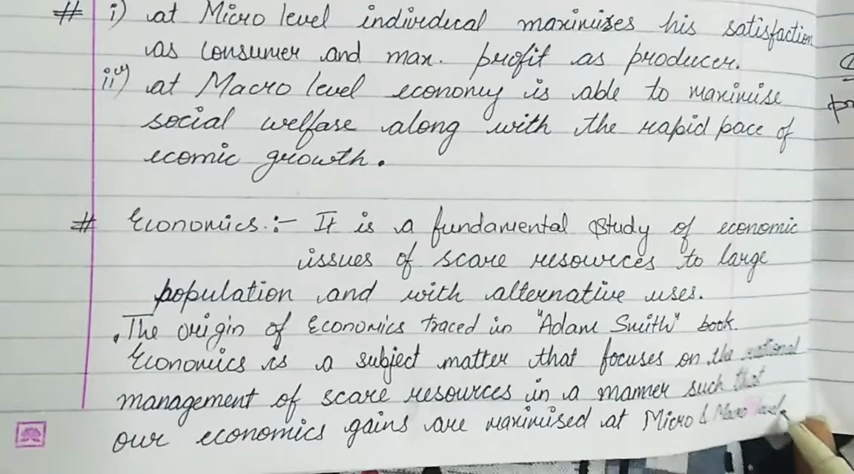 # i) at Micro level individual maximizes his satisfaction
as consumer and max. profit as producer.
ii) at Macro level economy is able to maximise
social welfare along with the rapid pace of
ecomic growth.
# Economics :- It is a fundamental study of economic
issues of scare resources to large
population and with alternative uses.
. The origin of Economics traced in "Adam Smith" book.
Economics is a subject matter that focuses on the rational
management of scare resources in a manner such that
our economics gains are maximised at Micro & Macro level